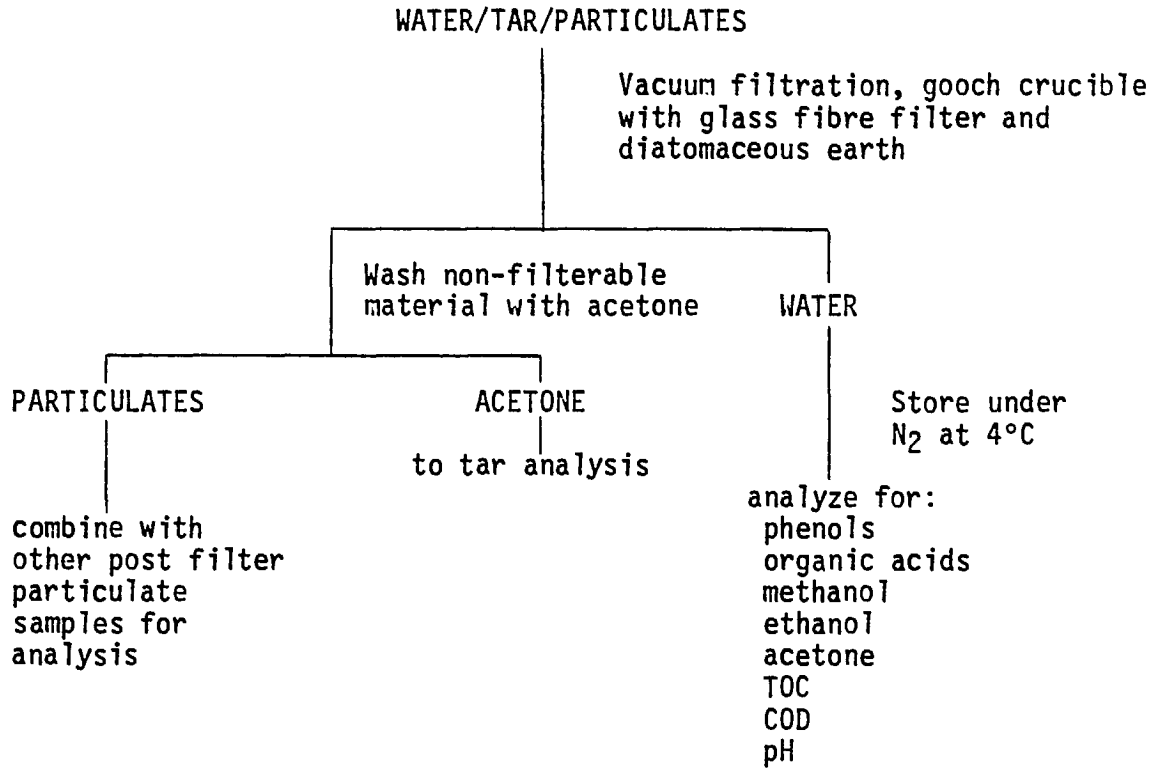 WATER/TAR/PARTICULATES
Vacuum filtration, gooch crucible
with glass fibre filter and
diatomaceous earth
Wash non-filterable
material with acetone
WATER
PARTICULATES
ACETONE
Store under
N2 at 4°C
to tar analysis
combine with
other post filter
particulate
samples for
analysis
analyze for:
phenols
organic acids
methanol
ethanol
acetone
TOC
COD
pH